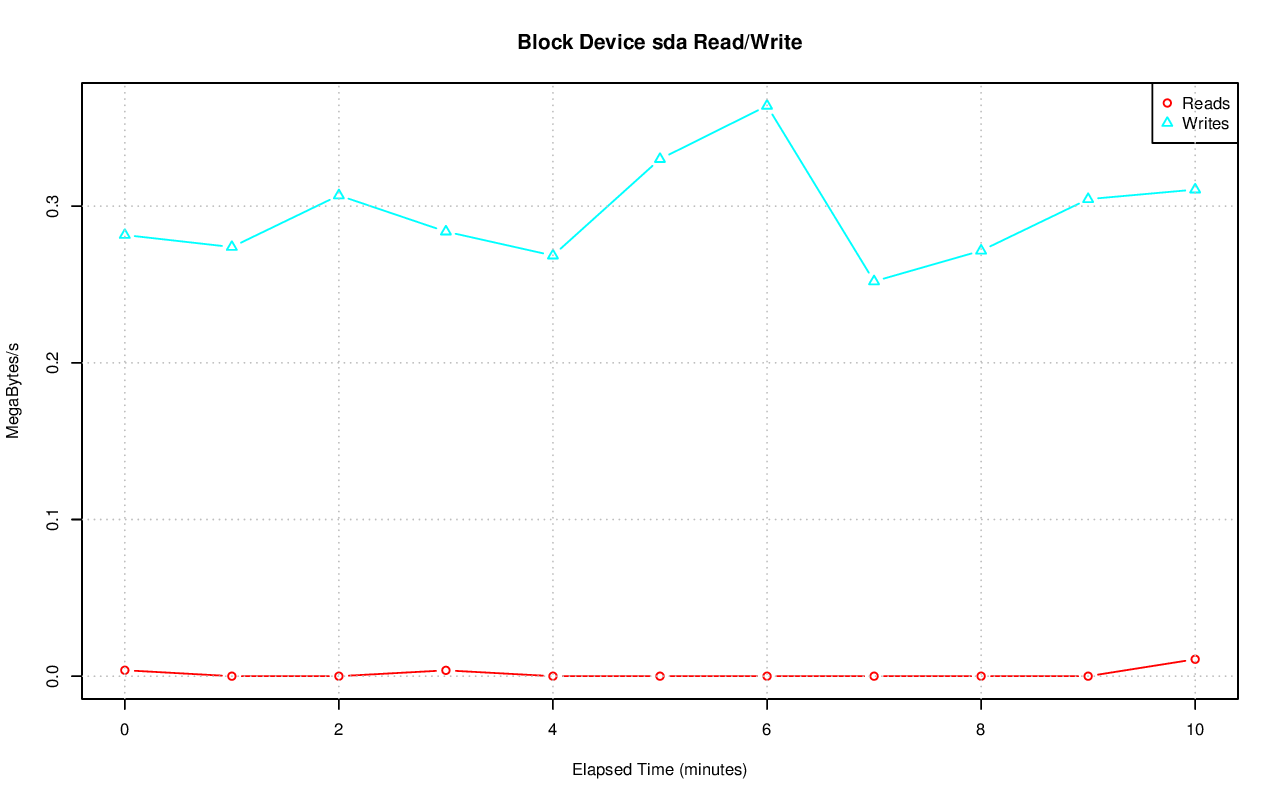 Block Device sda Read/Write
Reads
Writes
MegaBytes/s
0.3
0.2
0.1
0.0
0 2 4 6 8 10
Elapsed Time (minutes)